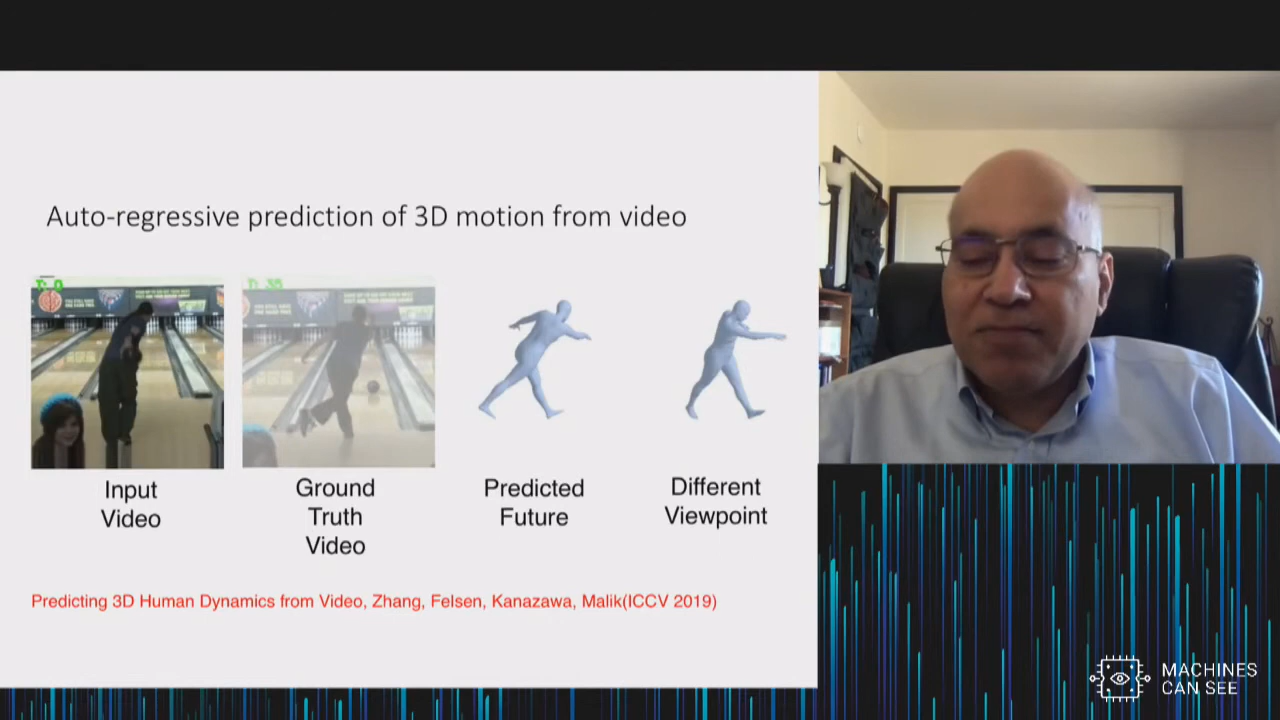 Auto-regressive prediction of 3D motion from video
Input
Video
Ground
Truth
Video
Predicted
Future
Different
Viewpoint
Predicting 3D Human Dynamics from Video, Zhang, Felsen, Kanazawa, Malik(ICCV 2019)
MACHINES
CAN SEE